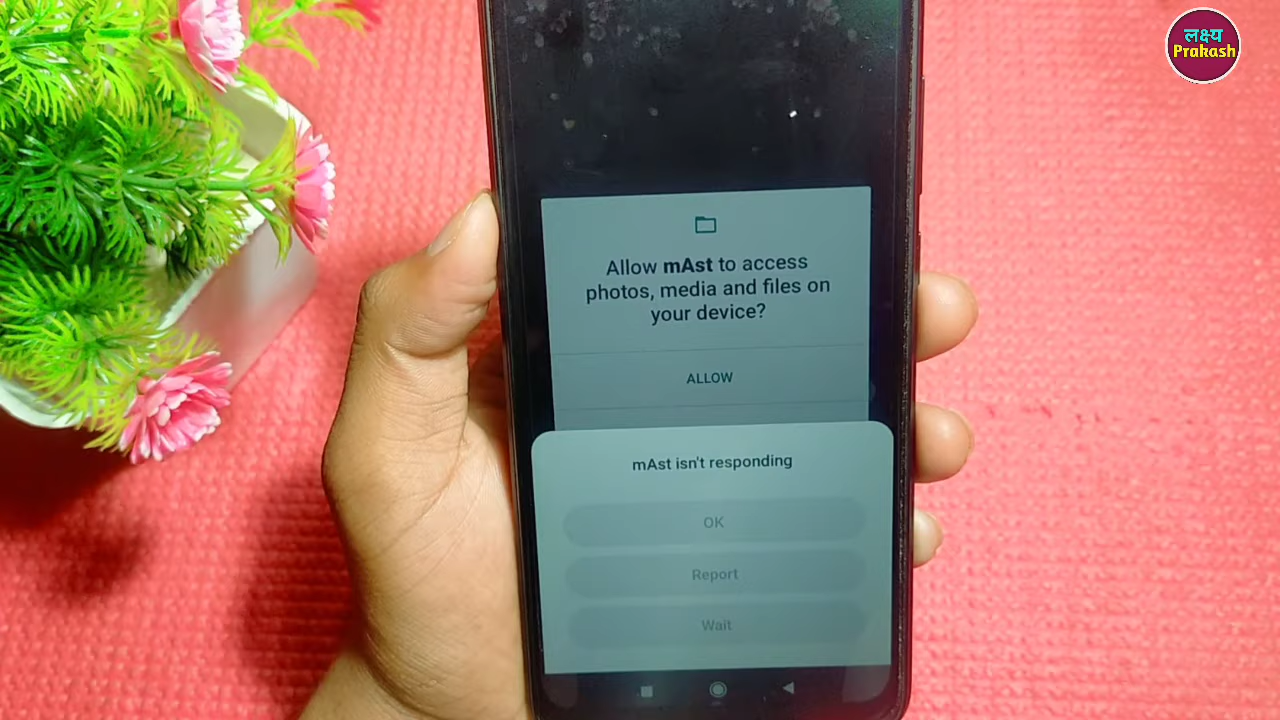 लक्ष्य
Prakash
Allow mAst to access
photos, media and files on
your device?
ALLOW
mAst isn't responding
OK
Report
Wait